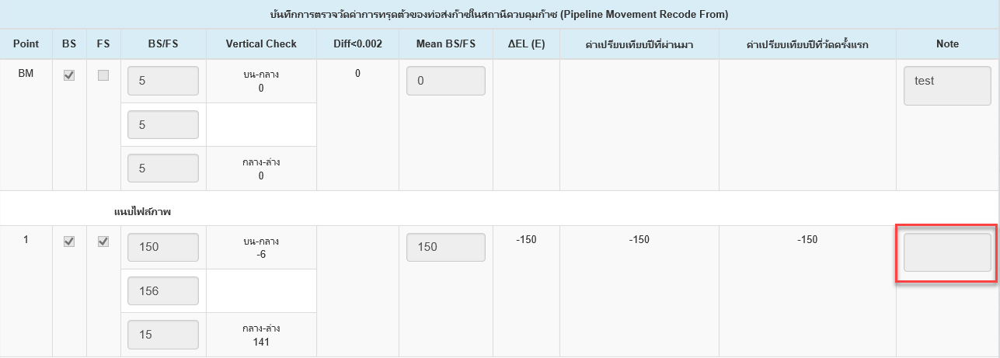 บันทึกการตรวจวัดค่าการทรุดตัวของท่อส่งก๊าซในสถานีควบคุมก๊าซ (Pipeline Movement Recode From)
Point BS FS BS/FS Vertical Check Diff<0.002 Mean BS/FS ΔEL (E) ค่าเปรียบเทียบปีที่ผ่านมา ค่าเปรียบเทียบปีที่วัดครั้งแรก Note
BM 5 บน-กลาง 0 0 test
0
5
5 กลาง-ล่าง
0
แนบไฟล์ภาพ
1 150 บน-กลาง 150 -150 -150 -150
-6
156
15 กลาง-ล่าง
141